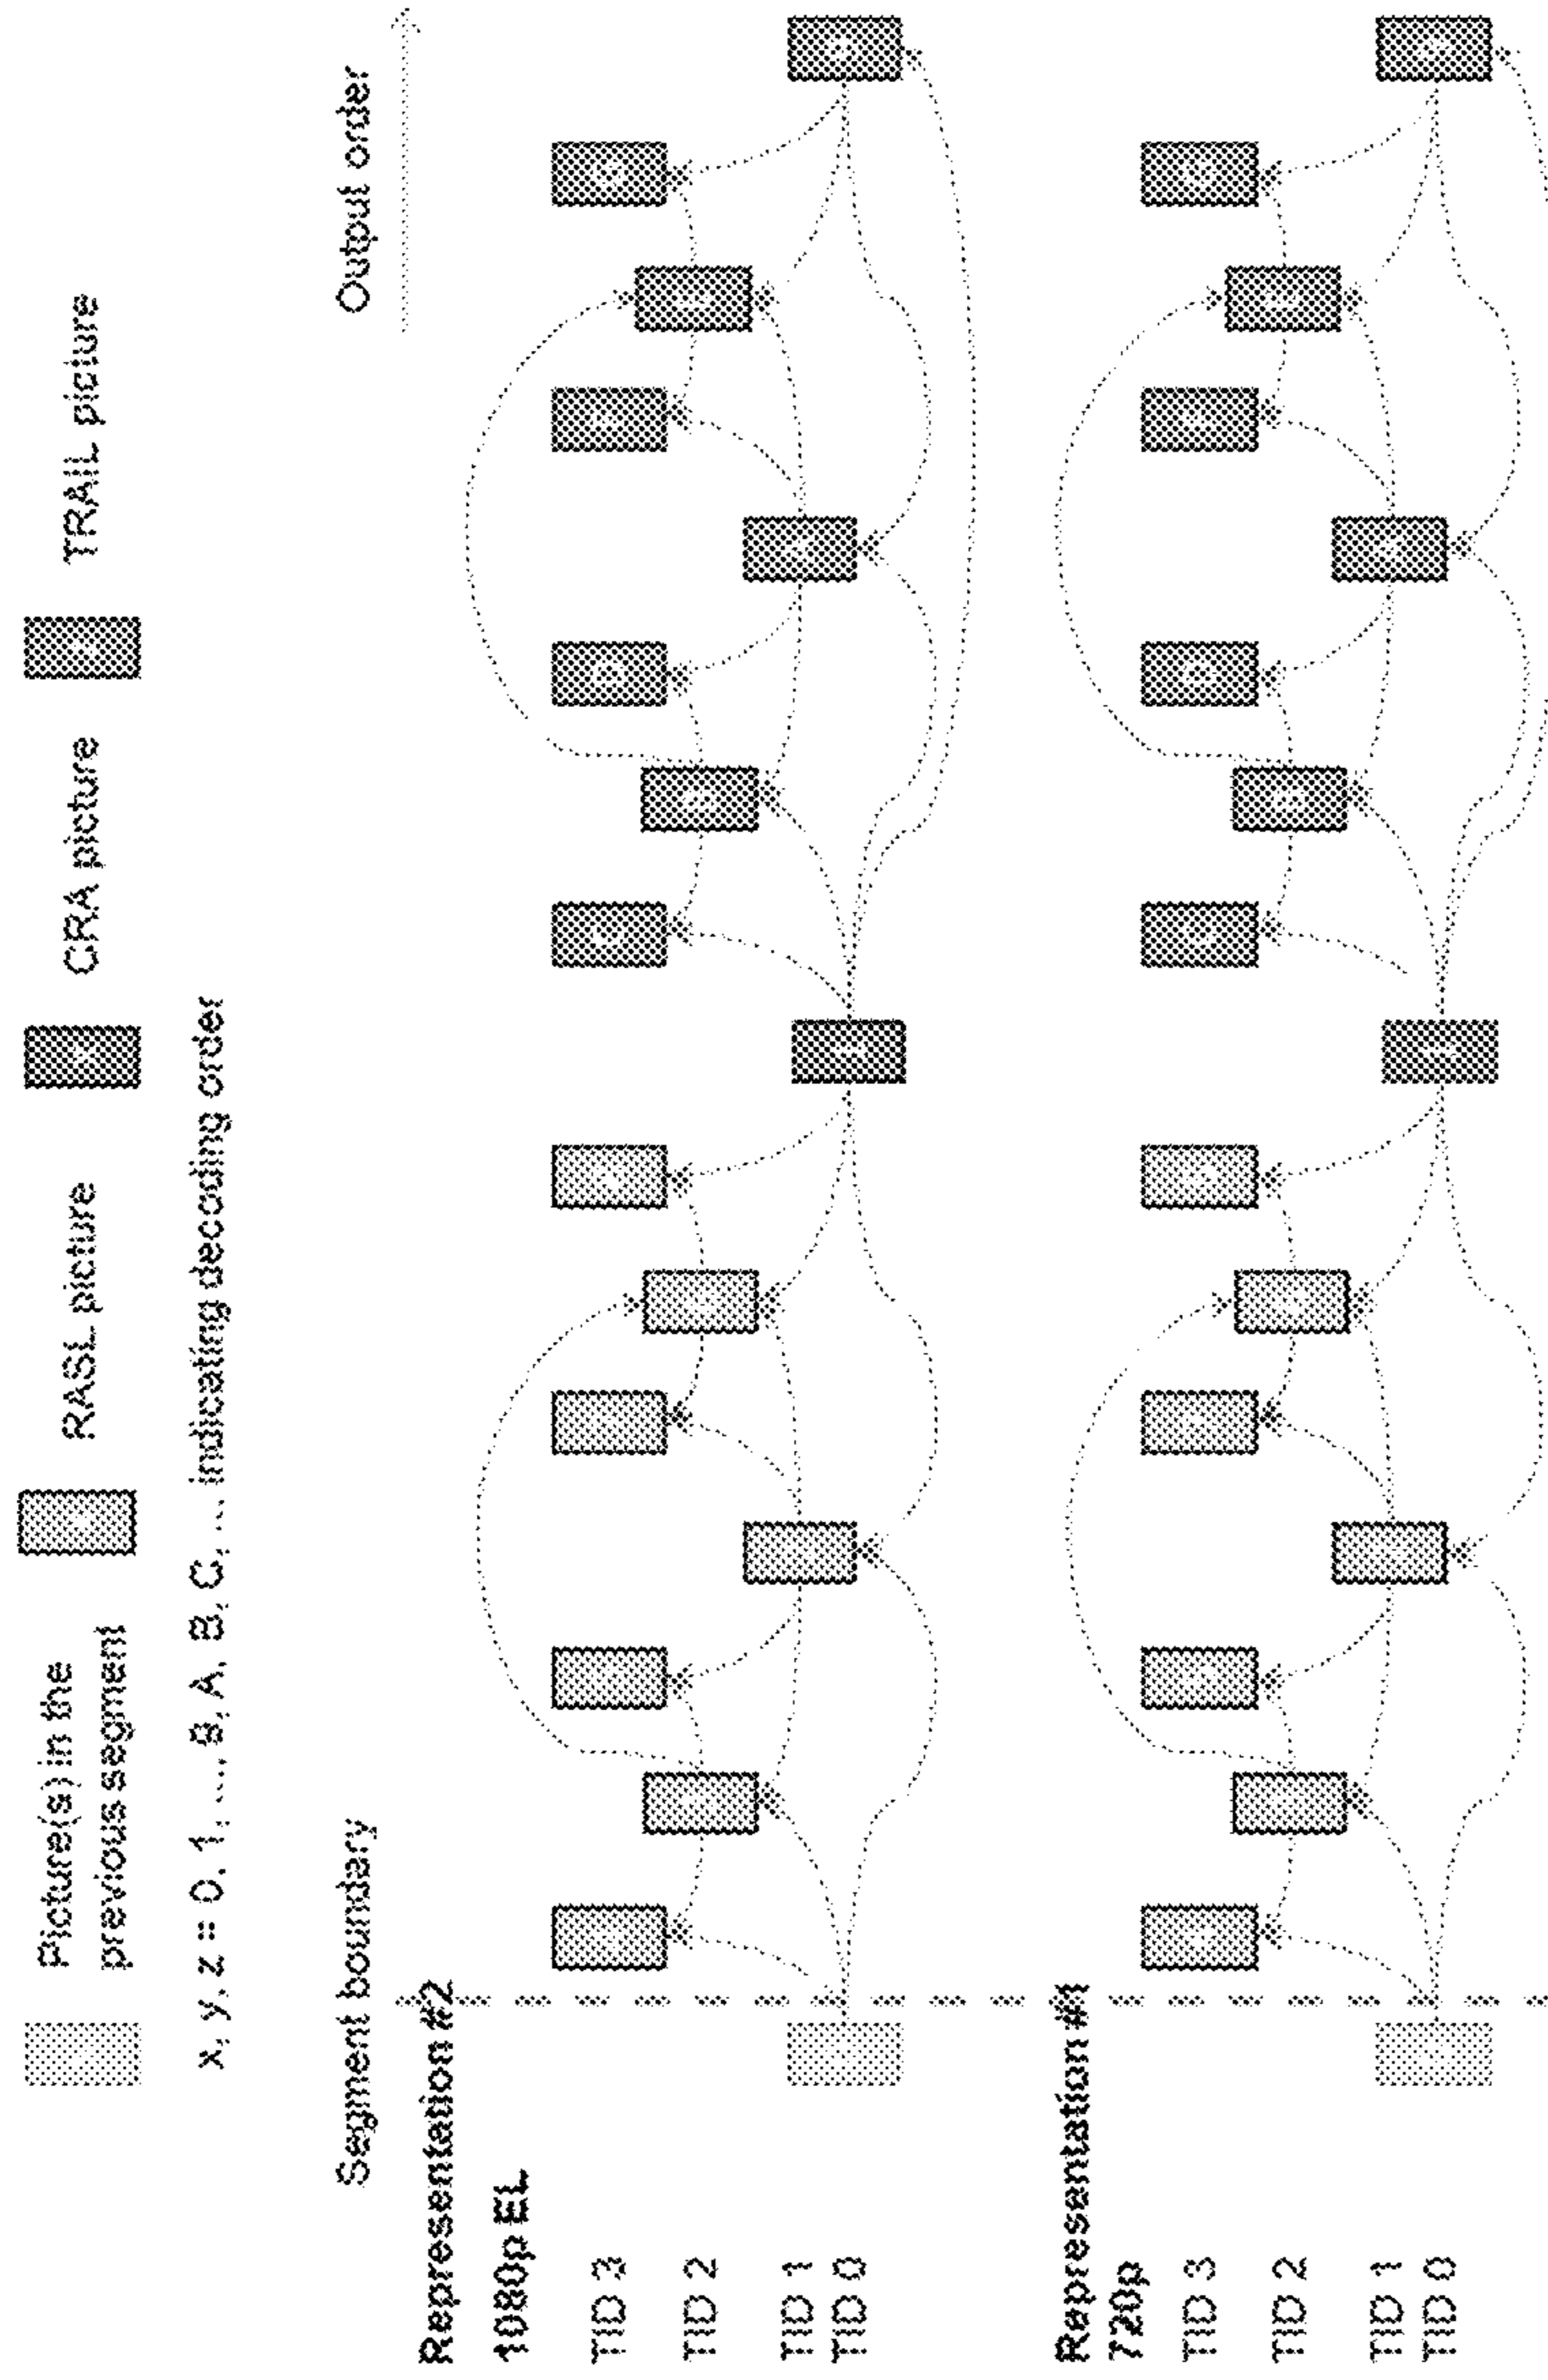 Picture(s) in the
previous segment
RASL picture
CRA picture
TRAIL picture
x, y, z = 0, 1, ..., 9, A, B, C, ... indicating decoding order
Segment boundary
Output order
Representation #2
1080p EL
TID 3
TID 2
TID 1
TID 0
Representation #1
720p
TID 3
TID 2
TID 1
TID 0